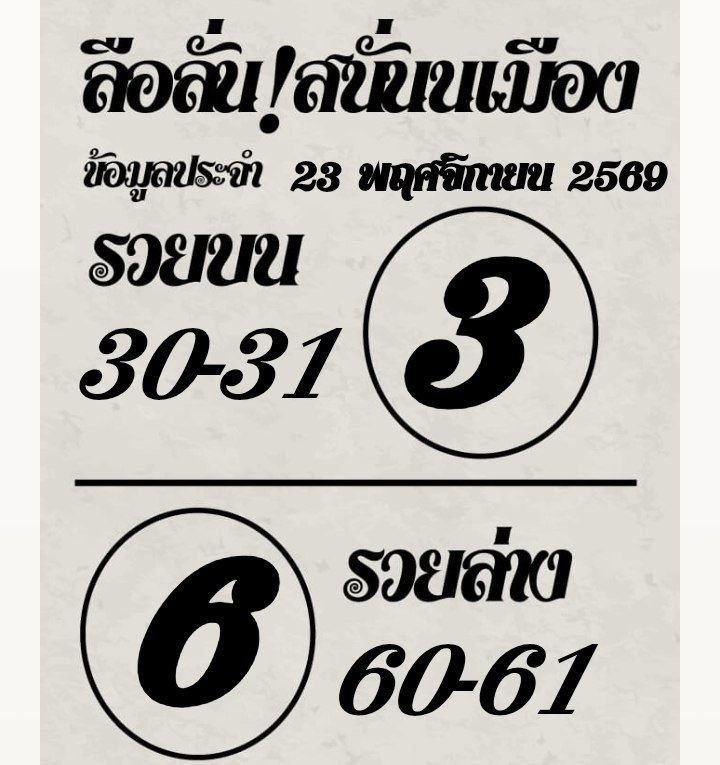 ลือลั่น!สนั่นนเมือง
ข้อมูลประจำ 23 พฤศจิกายน 2569
รวยบน
30-31
3
6
รวยล่าง
60-61